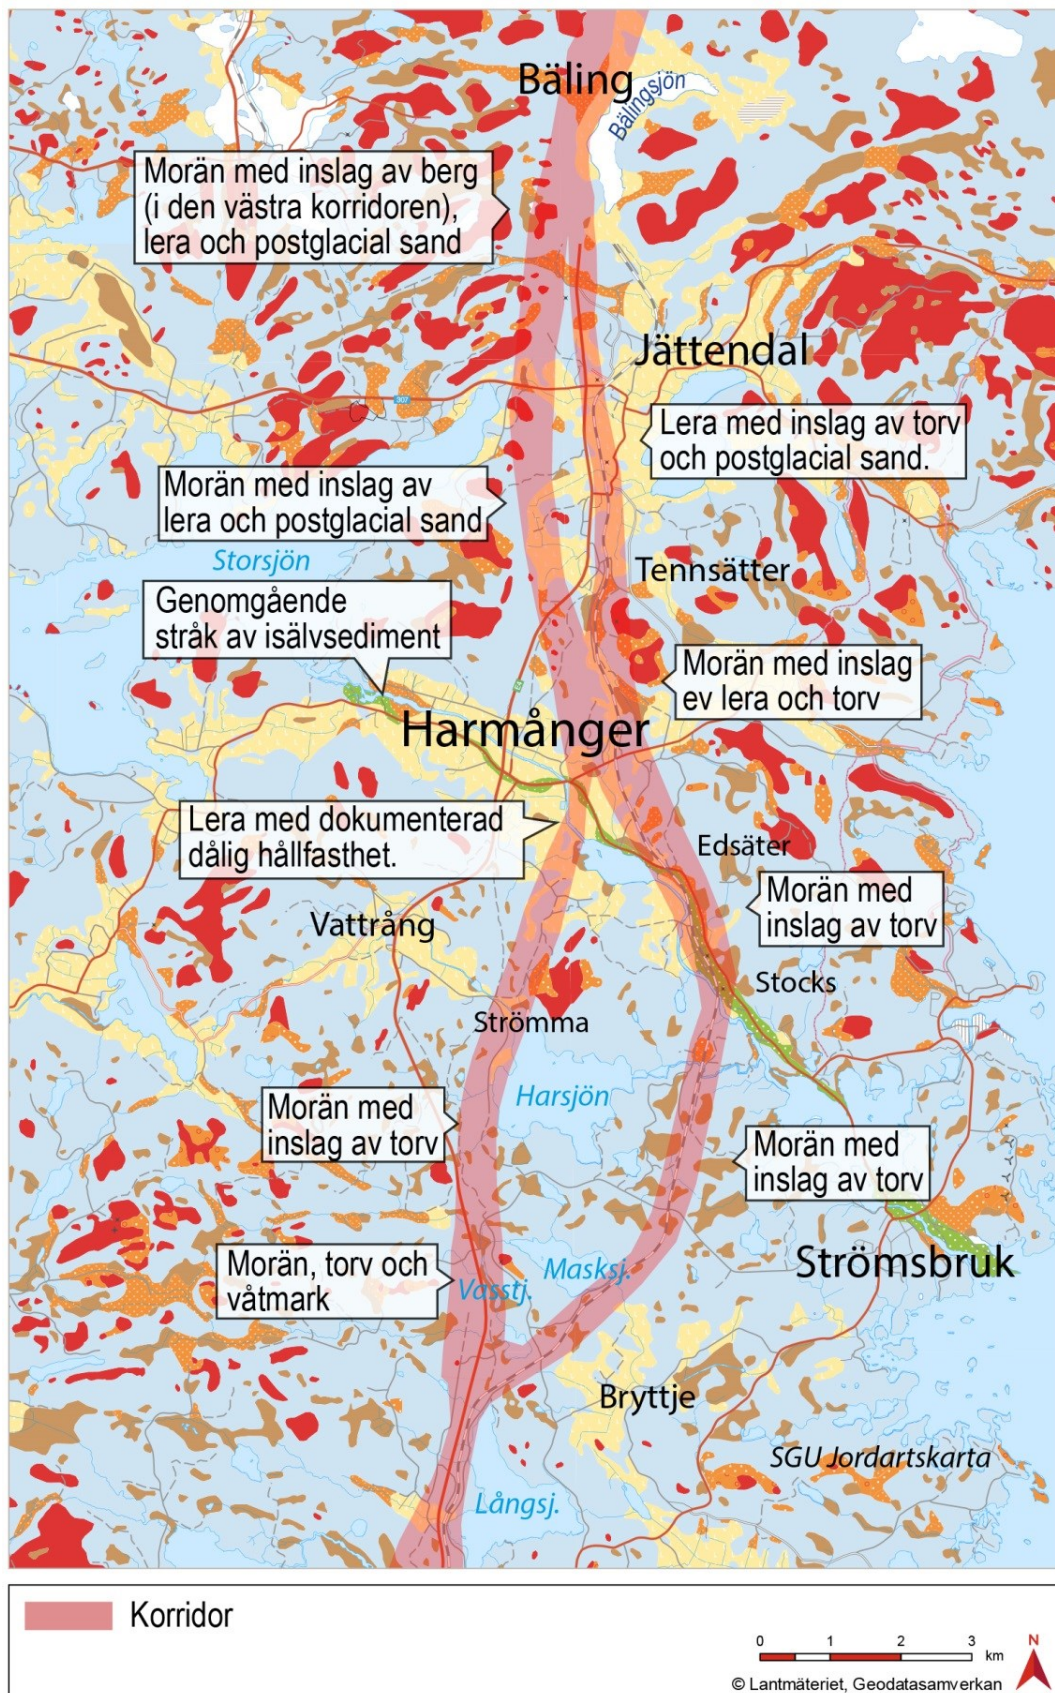 Bäling
Bälingsjön
Morän med inslag av berg
(i den västra korridoren),
lera och postglacial sand
Jättendal
307
Lera med inslag av torv
och postglacial sand.
Morän med inslag av
lera och postglacial sand
Storsjön
Tennsätter
Genomgående
stråk av isälvsediment
Morän med inslag
ev lera och torv
Harmånger
Lera med dokumenterad
dålig hållfasthet.
Edsäter
Morän med
inslag av torv
Vattrång
Stocks
Strömma
Harsjön
Morän med
inslag av torv
Morän med
inslag av torv
Morän, torv och
våtmark
Masksj.
Vasstj.
Strömsbruk
Bryttje
SGU Jordartskarta
Långsj.
Korridor
0 1 2 3 km
N
© Lantmäteriet, Geodatasamverkan